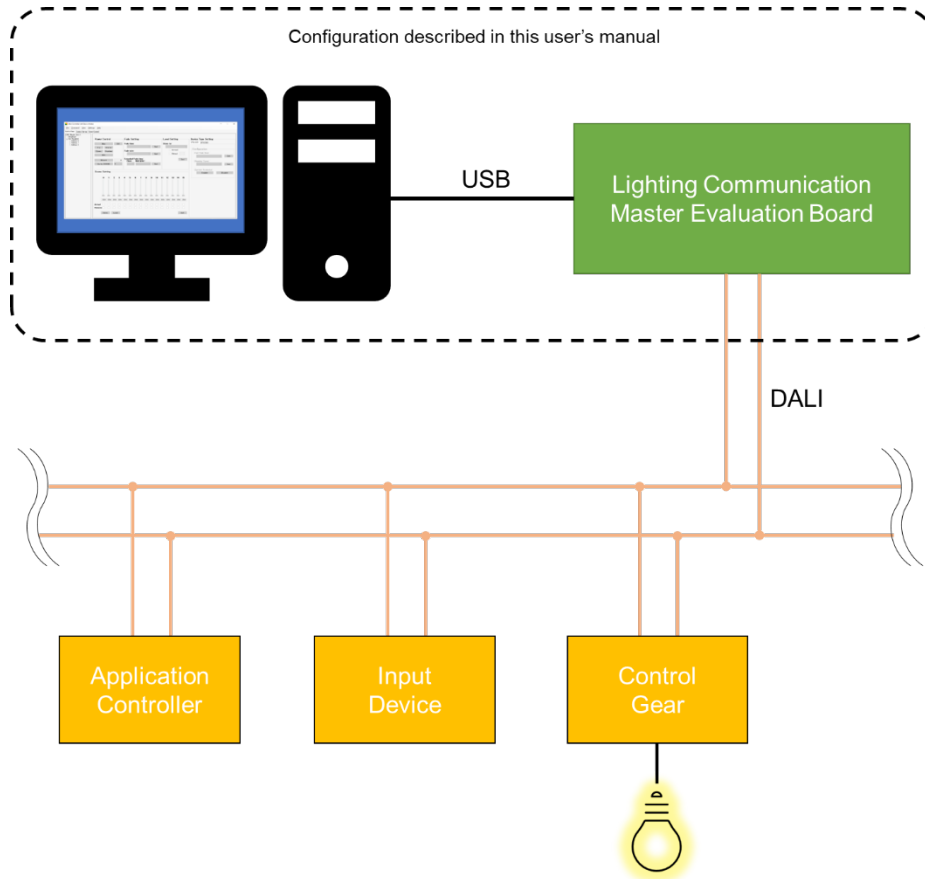 Configuration described in this user's manual
USB
Lighting Communication
Master Evaluation Board
DALI
Application
Controller
Input
Device
Control
Gear